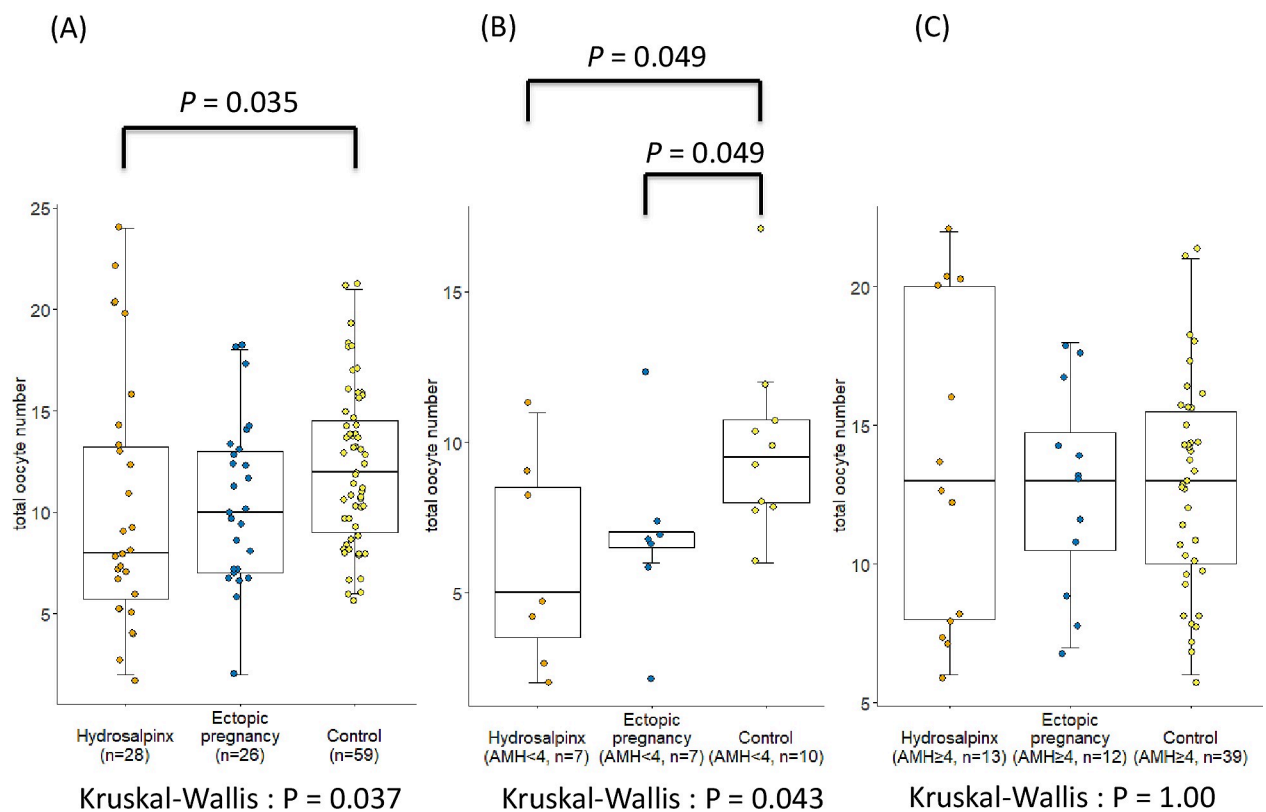 (A)
P = 0.035
total oocyte number
25
20
15
10
5
Hydrosalpinx
(n=28)
Ectopic
pregnancy
(n=26)
Control
(n=59)
Kruskal-Wallis : P = 0.037
(B)
P = 0.049
P = 0.049
total oocyte number
15
10
5
Hydrosalpinx
(AMH<4, n=7)
Ectopic
pregnancy
(AMH<4, n=7)
Control
(AMH<4, n=10)
Kruskal-Wallis : P = 0.043
(C)
total oocyte number
20
15
10
5
Hydrosalpinx
(AMH≥4, n=13)
Ectopic
pregnancy
(AMH≥4, n=12)
Control
(AMH≥4, n=39)
Kruskal-Wallis : P = 1.00